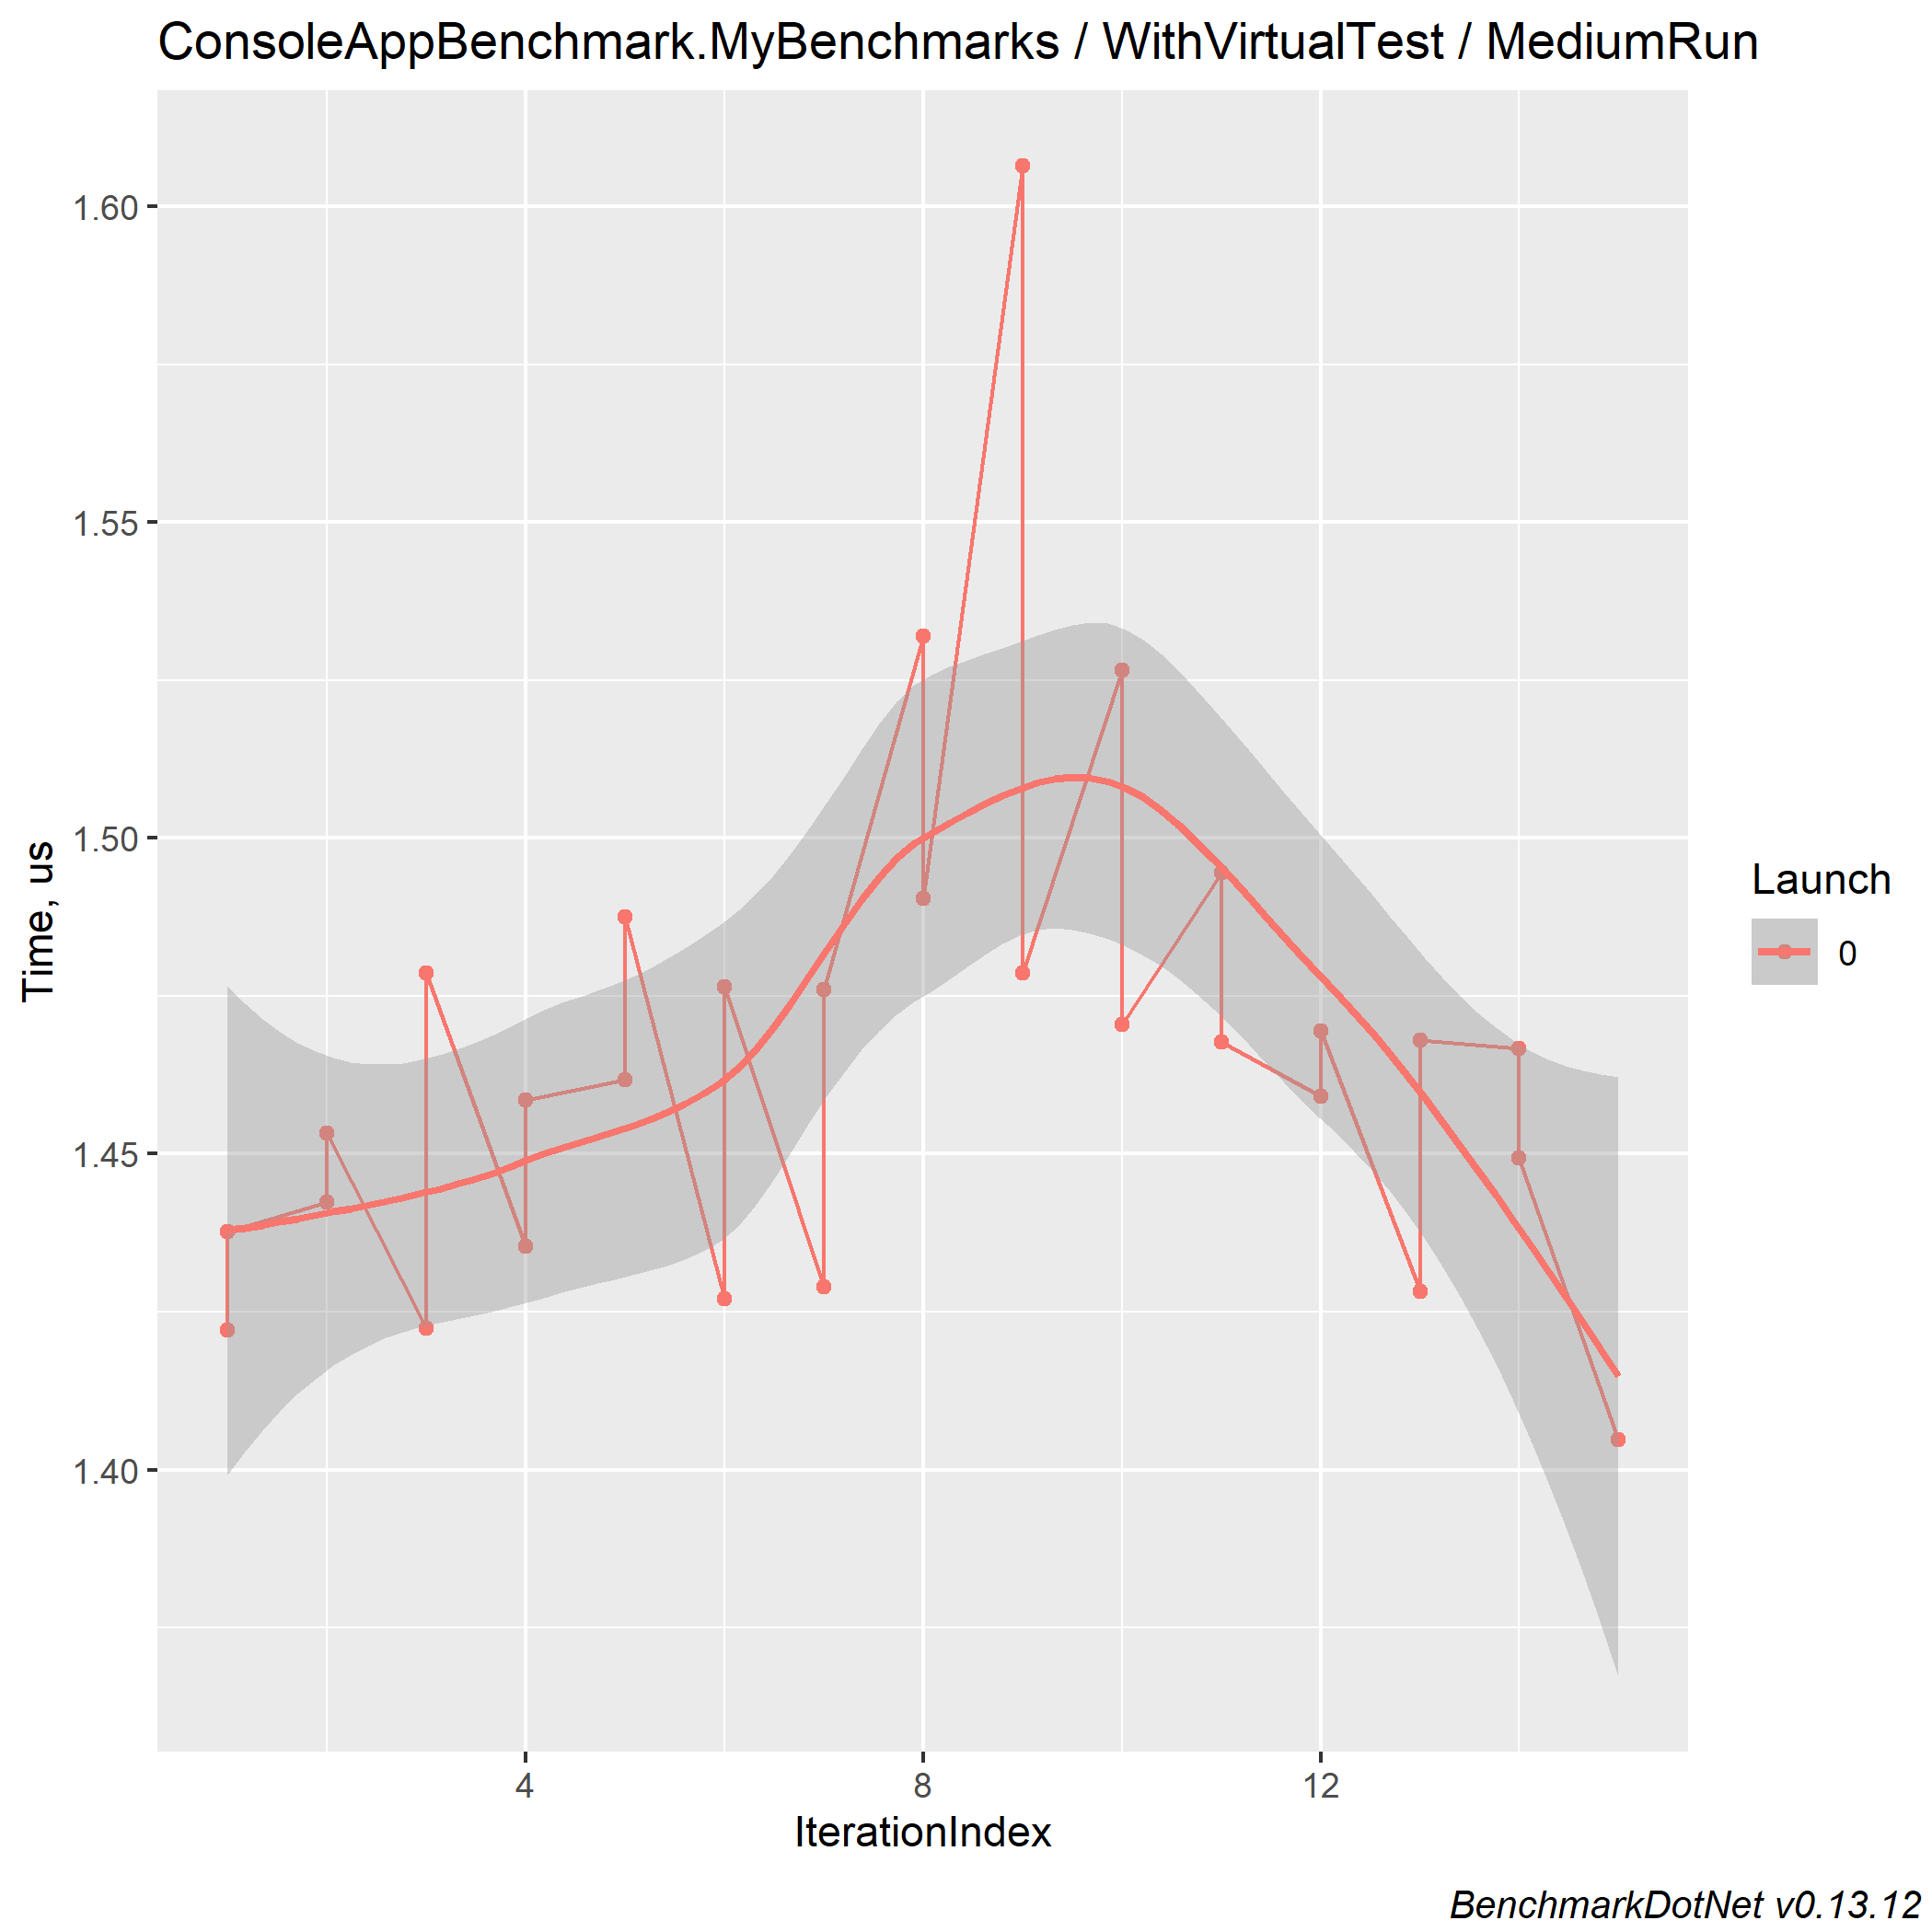 ConsoleAppBenchmark.MyBenchmarks / WithVirtualTest / MediumRun
1.60
1.55
1.50
1.45
1.40
Time, us
4 8 12
IterationIndex
Launch
0
BenchmarkDotNet v0.13.12